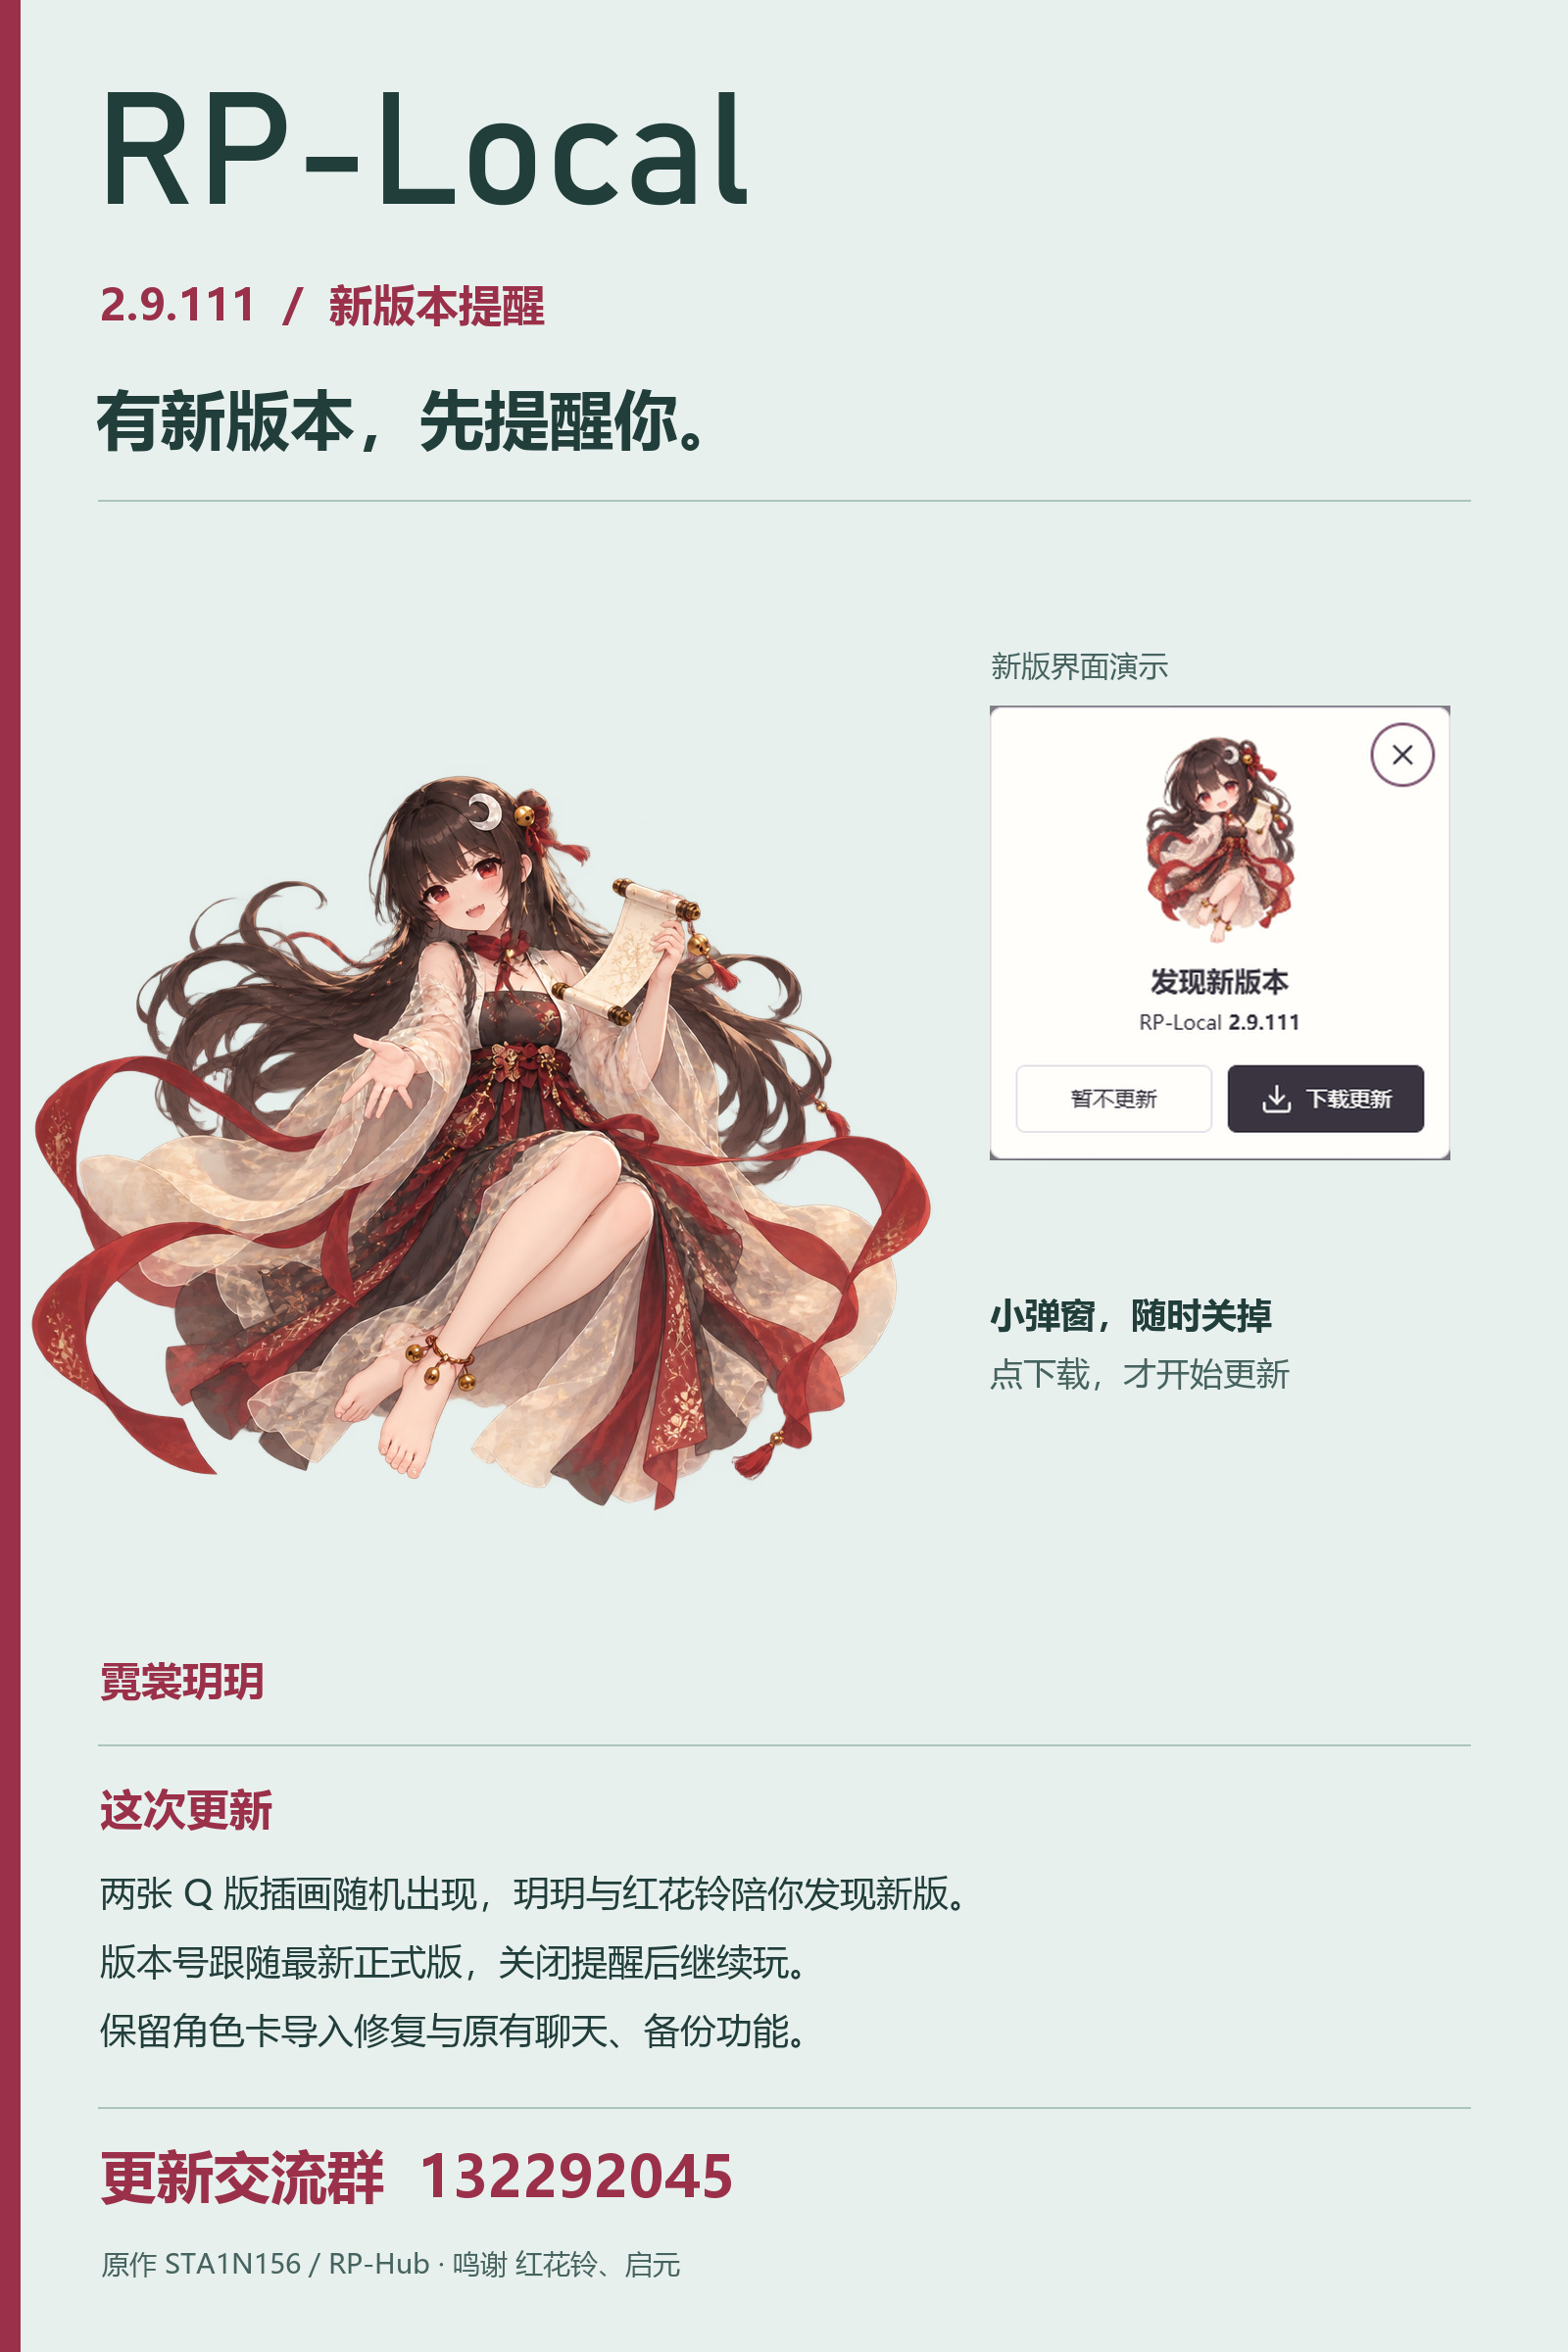 RP-Local
2.9.111 / 新版本提醒
有新版本，先提醒你。
新版界面演示
发现新版本
RP-Local 2.9.111
暂不更新
下载更新
小弹窗，随时关掉
点下载，才开始更新
霓裳玥玥
这次更新
两张 Q 版插画随机出现，玥玥与红花铃陪你发现新版。
版本号跟随最新正式版，关闭提醒后继续玩。
保留角色卡导入修复与原有聊天、备份功能。
更新交流群 132292045
原作 STA1N156 / RP-Hub · 鸣谢 红花铃、启元